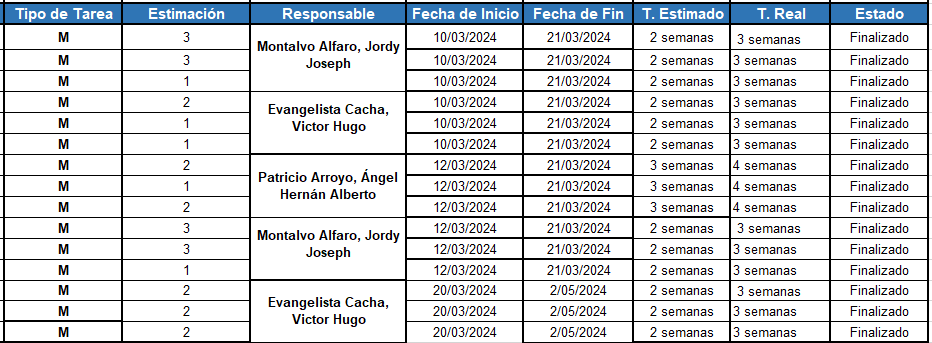 Tipo de Tarea Estimación Responsable Fecha de Inicio Fecha de Fin T. Estimado T. Real Estado
M 3 Montalvo Alfaro, Jordy Joseph 10/03/2024 21/03/2024 2 semanas 3 semanas Finalizado
M 3 10/03/2024 21/03/2024 2 semanas 3 semanas Finalizado
M 1 10/03/2024 21/03/2024 2 semanas 3 semanas Finalizado
M 2 Evangelista Cacha, Victor Hugo 10/03/2024 21/03/2024 2 semanas 3 semanas Finalizado
M 1 10/03/2024 21/03/2024 2 semanas 3 semanas Finalizado
M 1 10/03/2024 21/03/2024 2 semanas 3 semanas Finalizado
M 2 Patricio Arroyo, Ángel Hernán Alberto 12/03/2024 21/03/2024 3 semanas 4 semanas Finalizado
M 1 12/03/2024 21/03/2024 3 semanas 4 semanas Finalizado
M 2 12/03/2024 21/03/2024 3 semanas 4 semanas Finalizado
M 3 Montalvo Alfaro, Jordy Joseph 12/03/2024 21/03/2024 2 semanas 3 semanas Finalizado
M 3 12/03/2024 21/03/2024 2 semanas 3 semanas Finalizado
M 1 12/03/2024 21/03/2024 2 semanas 3 semanas Finalizado
M 2 Evangelista Cacha, Victor Hugo 20/03/2024 2/05/2024 2 semanas 3 semanas Finalizado
M 2 20/03/2024 2/05/2024 2 semanas 3 semanas Finalizado
M 2 20/03/2024 2/05/2024 2 semanas 3 semanas Finalizado